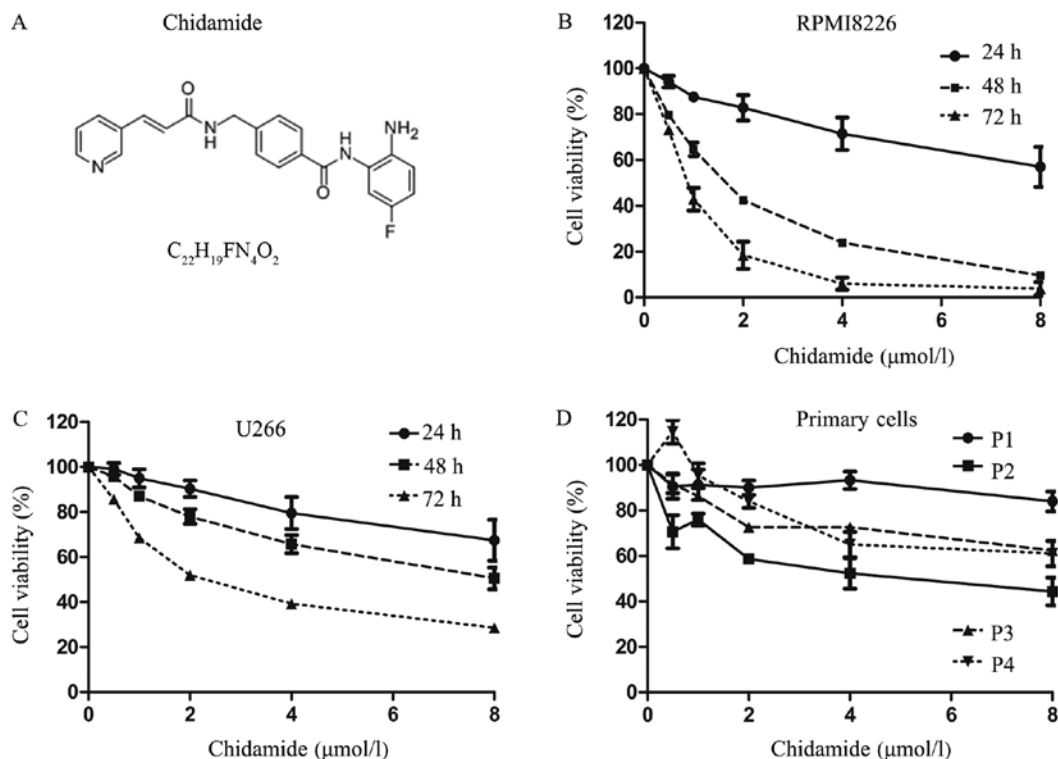 A
Chidamide
O
N
H
N
NH₂
H
N
O
F
C₂₂H₁₉FN₄O₂
B
RPMI8226
24 h
48 h
72 h
120
100
80
60
40
20
0
Cell viability (%)
0 2 4 6 8
Chidamide (μmol/l)
C
U266
24 h
48 h
72 h
120
100
80
60
40
20
0
Cell viability (%)
0 2 4 6 8
Chidamide (μmol/l)
D
Primary cells
P1
P2
P3
P4
120
100
80
60
40
20
0
Cell viability (%)
0 2 4 6 8
Chidamide (μmol/l)